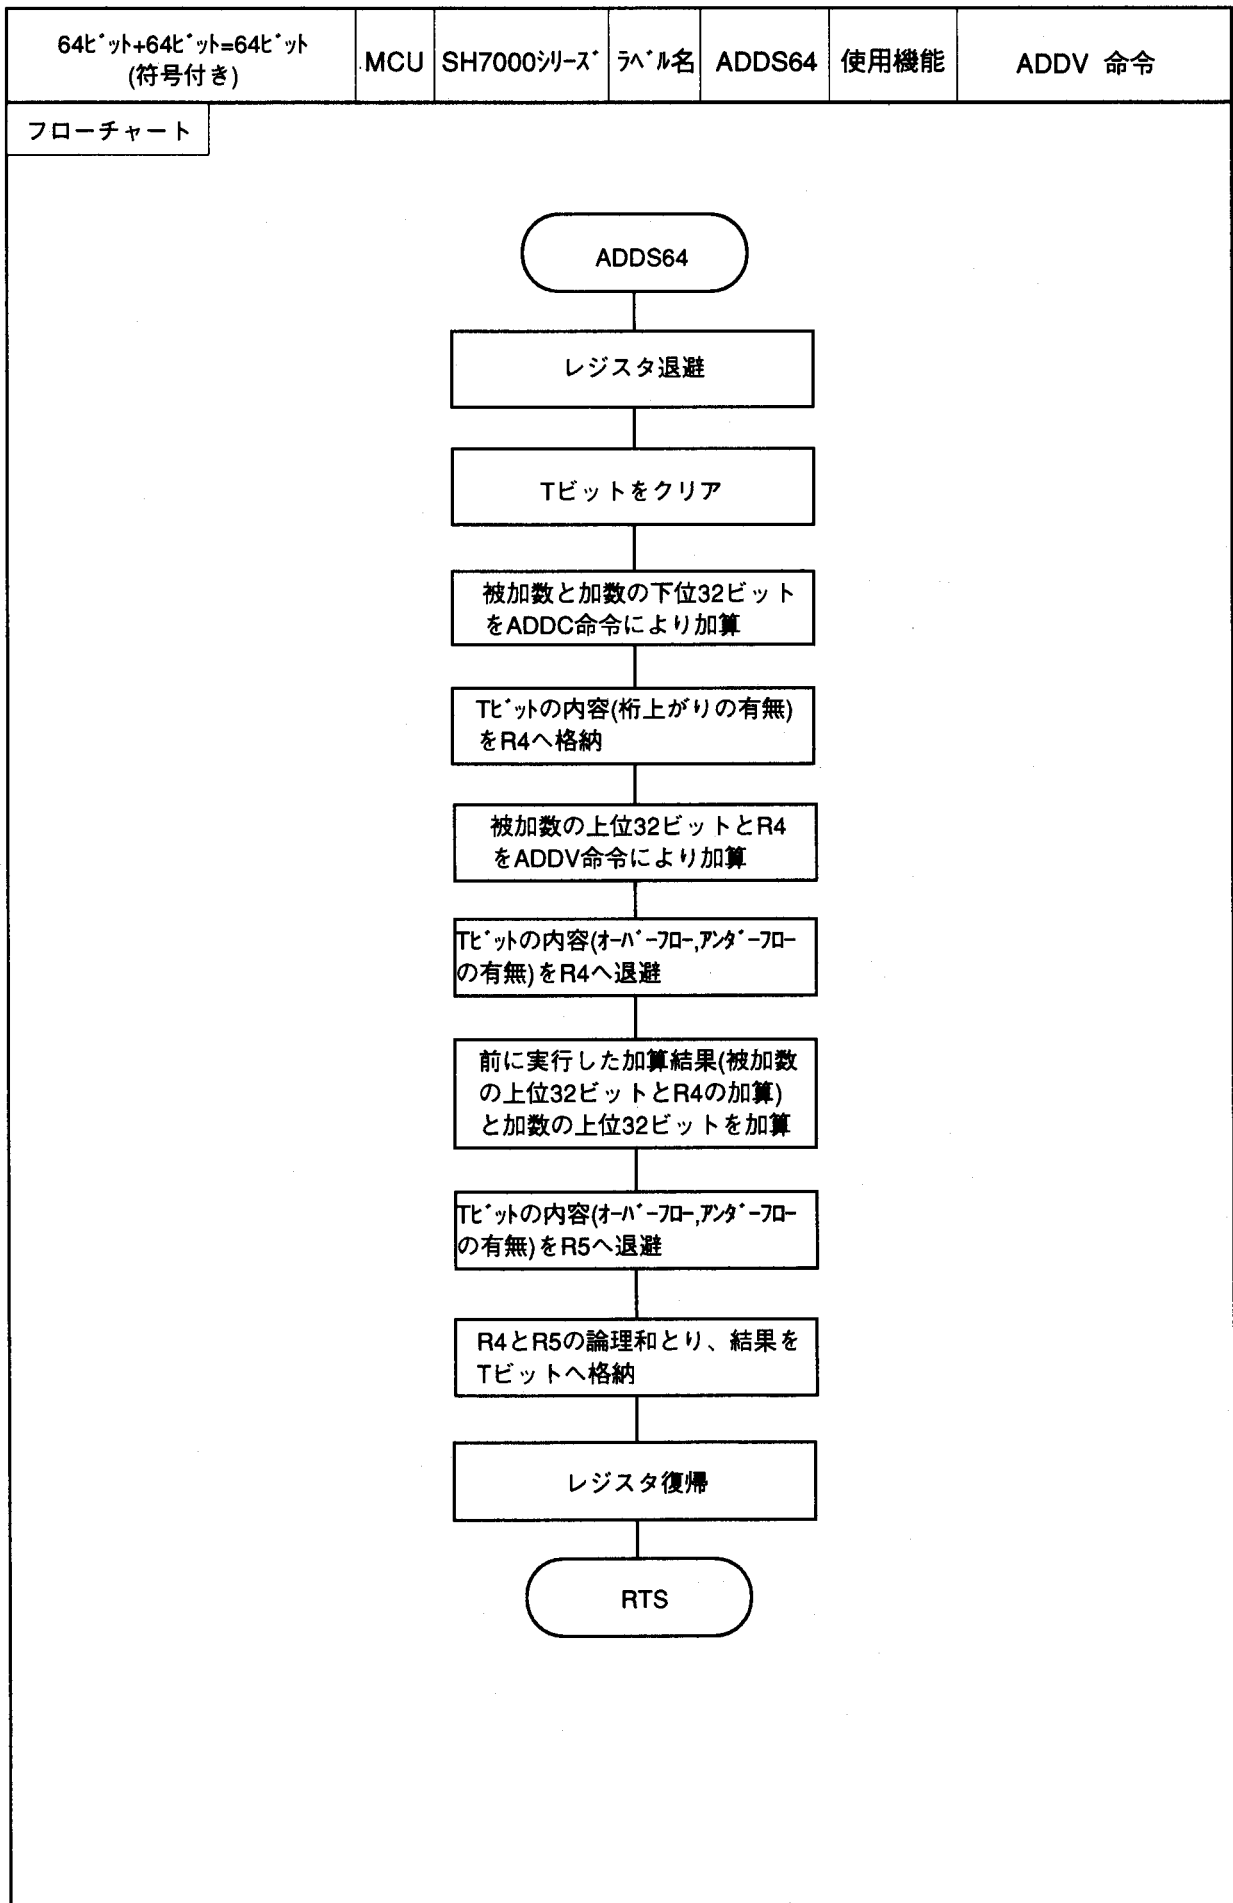 64ﾋﾞｯﾄ+64ﾋﾞｯﾄ=64ﾋﾞｯﾄ
(符号付き)
MCU
SH7000ｼﾘｰｽﾞ
ﾗﾍﾞﾙ名
ADDS64
使用機能
ADDV 命令
フローチャート
ADDS64
レジスタ退避
Tビットをクリア
被加数と加数の下位32ビット
をADDC命令により加算
Tﾋﾞｯﾄの内容(桁上がりの有無)
をR4へ格納
被加数の上位32ビットとR4
をADDV命令により加算
Tﾋﾞｯﾄの内容(ｵｰﾊﾞｰﾌﾛｰ,ｱﾝﾀﾞｰﾌﾛｰ
の有無)をR4へ退避
前に実行した加算結果(被加数
の上位32ビットとR4の加算)
と加数の上位32ビットを加算
Tﾋﾞｯﾄの内容(ｵｰﾊﾞｰﾌﾛｰ,ｱﾝﾀﾞｰﾌﾛｰ
の有無)をR5へ退避
R4とR5の論理和とり、結果を
Tビットへ格納
レジスタ復帰
RTS